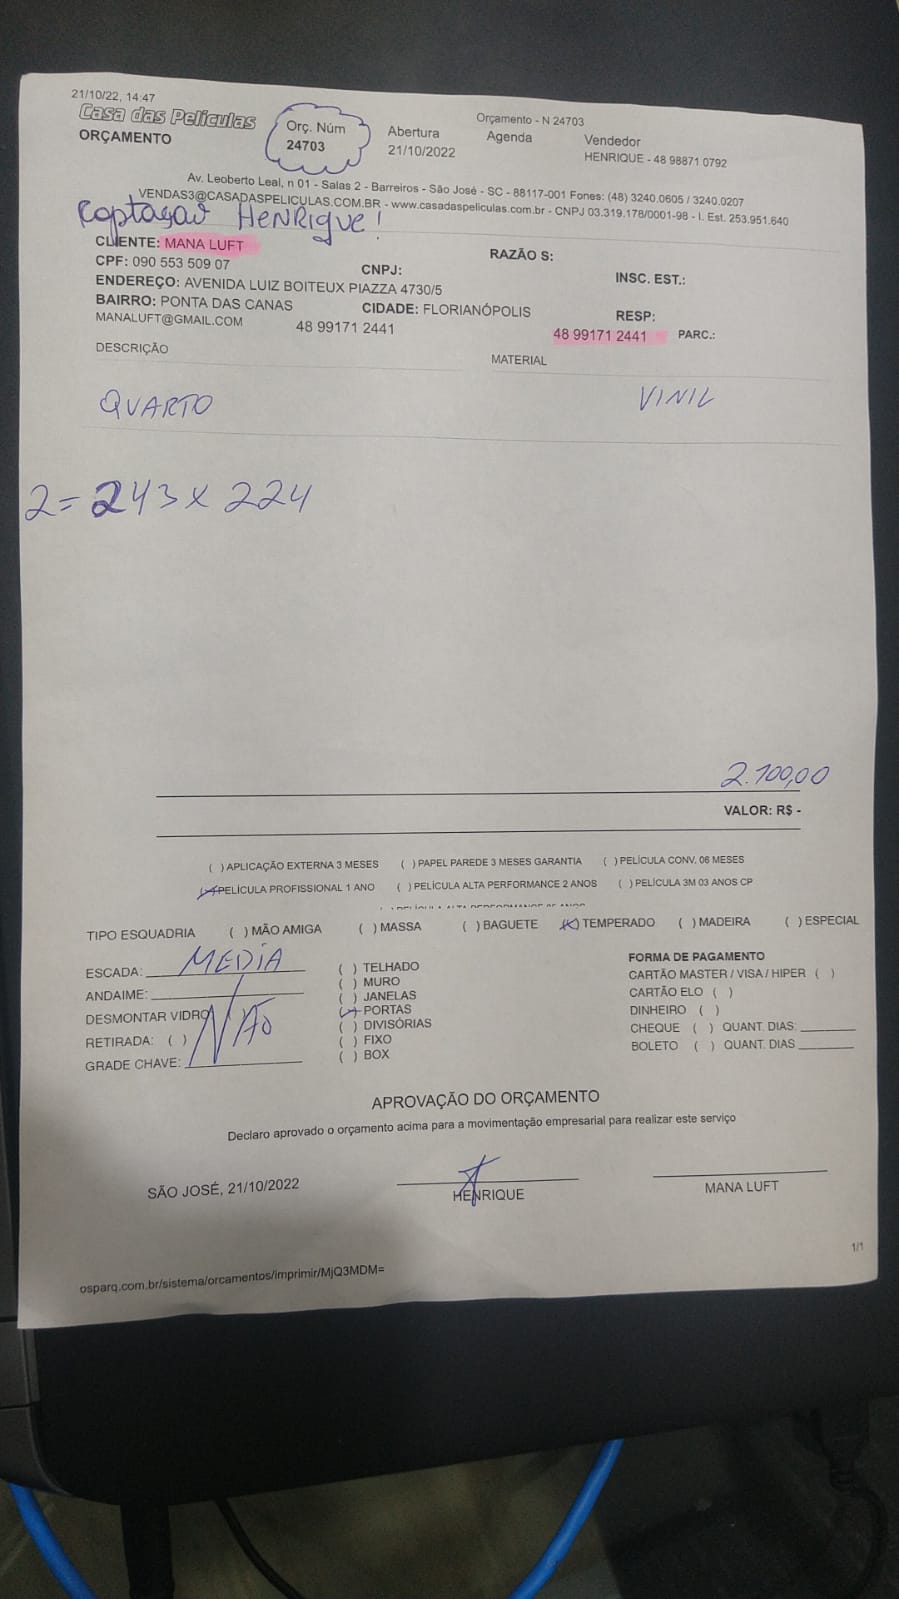 21/10/22, 14:47
Orçamento - N 24703
Casa das Películas
ORÇAMENTO
Orç. Núm
24703
Abertura
21/10/2022
Agenda
Vendedor
HENRIQUE - 48 98871 0792
Av. Leoberto Leal, n 01 - Salas 2 - Barreiros - São José - SC - 88117-001 Fones: (48) 3240.0605 / 3240.0207
VENDAS3@CASADASPELICULAS.COM.BR - www.casadaspeliculas.com.br - CNPJ 03.319.178/0001-98 - I. Est. 253.951.640
Captação HENRIQUE!
CLIENTE: MANA LUFT
RAZÃO S:
CPF: 090 553 509 07
CNPJ:
INSC. EST.:
ENDEREÇO: AVENIDA LUIZ BOITEUX PIAZZA 4730/5
BAIRRO: PONTA DAS CANAS
CIDADE: FLORIANÓPOLIS
RESP:
MANALUFT@GMAIL.COM
48 99171 2441
48 99171 2441
PARC.:
DESCRIÇÃO
MATERIAL
QUARTO
VINIL
2= 243 x 224
2.100,00
VALOR: R$ -
( ) APLICAÇÃO EXTERNA 3 MESES ( ) PAPEL PAREDE 3 MESES GARANTIA ( ) PELÍCULA CONV. 06 MESES
(x) PELÍCULA PROFISSIONAL 1 ANO ( ) PELÍCULA ALTA PERFORMANCE 2 ANOS ( ) PELÍCULA 3M 03 ANOS CP
TIPO ESQUADRIA ( ) MÃO AMIGA ( ) MASSA ( ) BAGUETE (x) TEMPERADO ( ) MADEIRA ( ) ESPECIAL
ESCADA: MEDIA
ANDAIME:
DESMONTAR VIDRO
RETIRADA: ( )
GRADE CHAVE:
NÃO
( ) TELHADO
( ) MURO
( ) JANELAS
(x) PORTAS
( ) DIVISÓRIAS
( ) FIXO
( ) BOX
FORMA DE PAGAMENTO
CARTÃO MASTER / VISA / HIPER ( )
CARTÃO ELO ( )
DINHEIRO ( )
CHEQUE ( ) QUANT. DIAS:
BOLETO ( ) QUANT. DIAS
APROVAÇÃO DO ORÇAMENTO
Declaro aprovado o orçamento acima para a movimentação empresarial para realizar este serviço
SÃO JOSÉ, 21/10/2022
HENRIQUE
MANA LUFT
1/1
osparq.com.br/sistema/orcamentos/imprimir/MjQ3MDM=